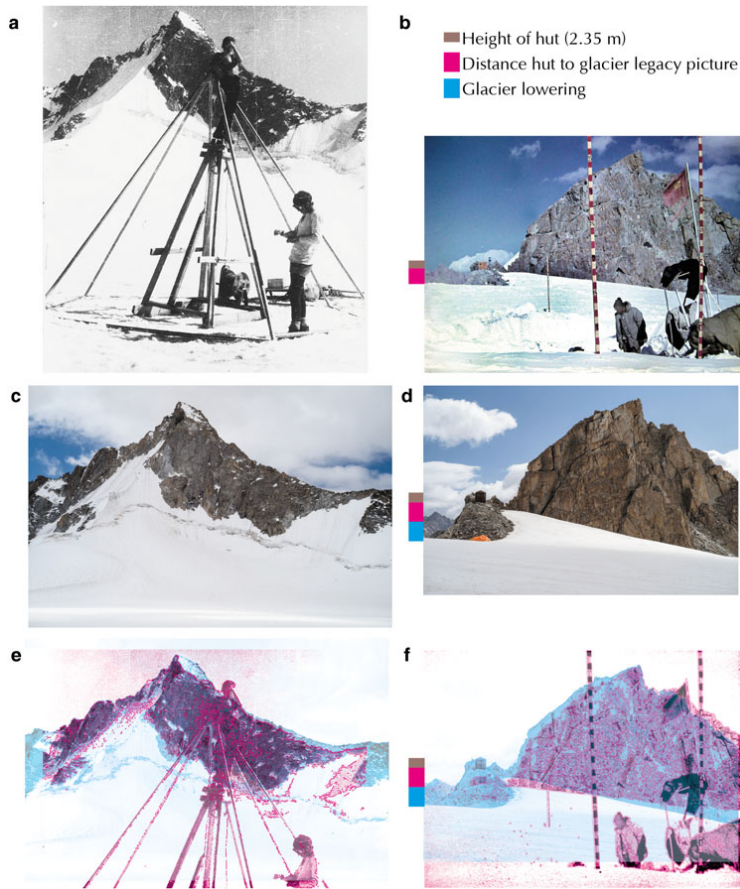 a
b
Height of hut (2.35 m)
Distance hut to glacier legacy picture
Glacier lowering
c
d
e
f